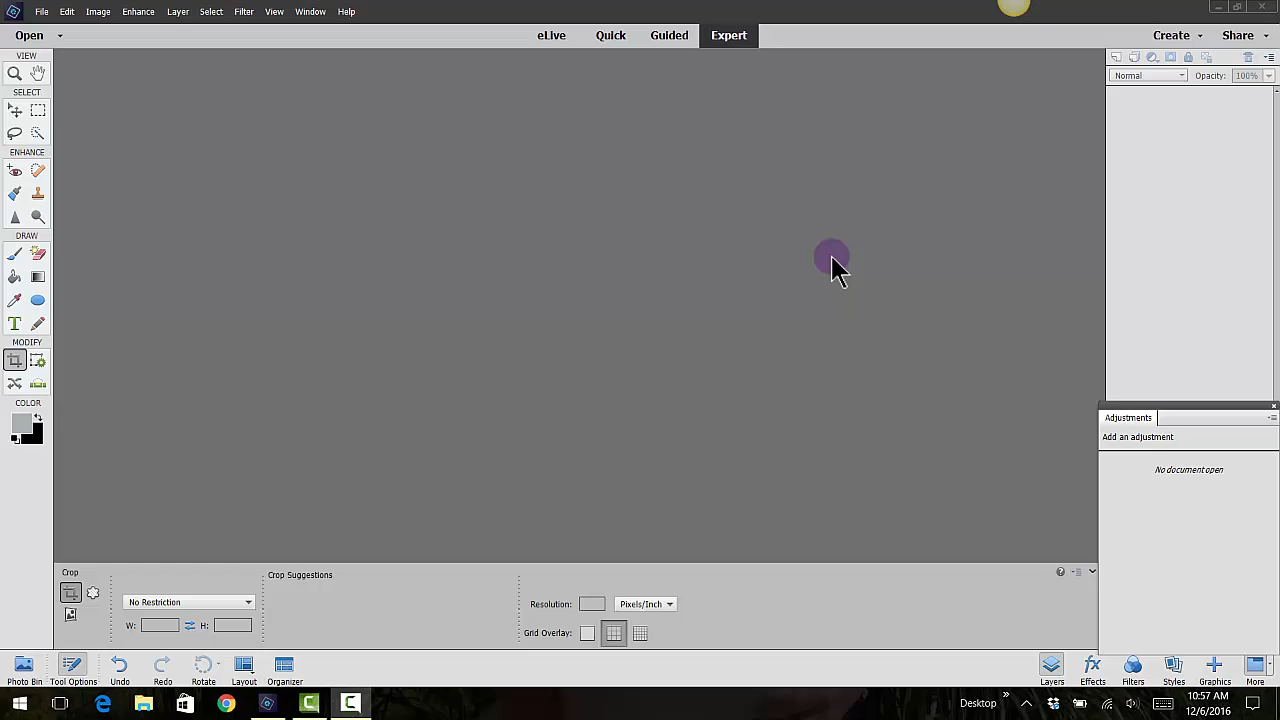 File Edit Image Enhance Layer Select Filter View Window Help
Open eLive Quick Guided Expert Create Share
VIEW
SELECT
ENHANCE
DRAW
MODIFY
COLOR
Normal Opacity: 100%
Adjustments
Add an adjustment
No document open
Crop
Crop Suggestions
No Restriction
W: H:
Resolution: Pixels/Inch
Grid Overlay:
Photo Bin Tool Options Undo Redo Rotate Layout Organizer Layers Effects Filters Styles Graphics More
Desktop
10:57 AM
12/6/2016